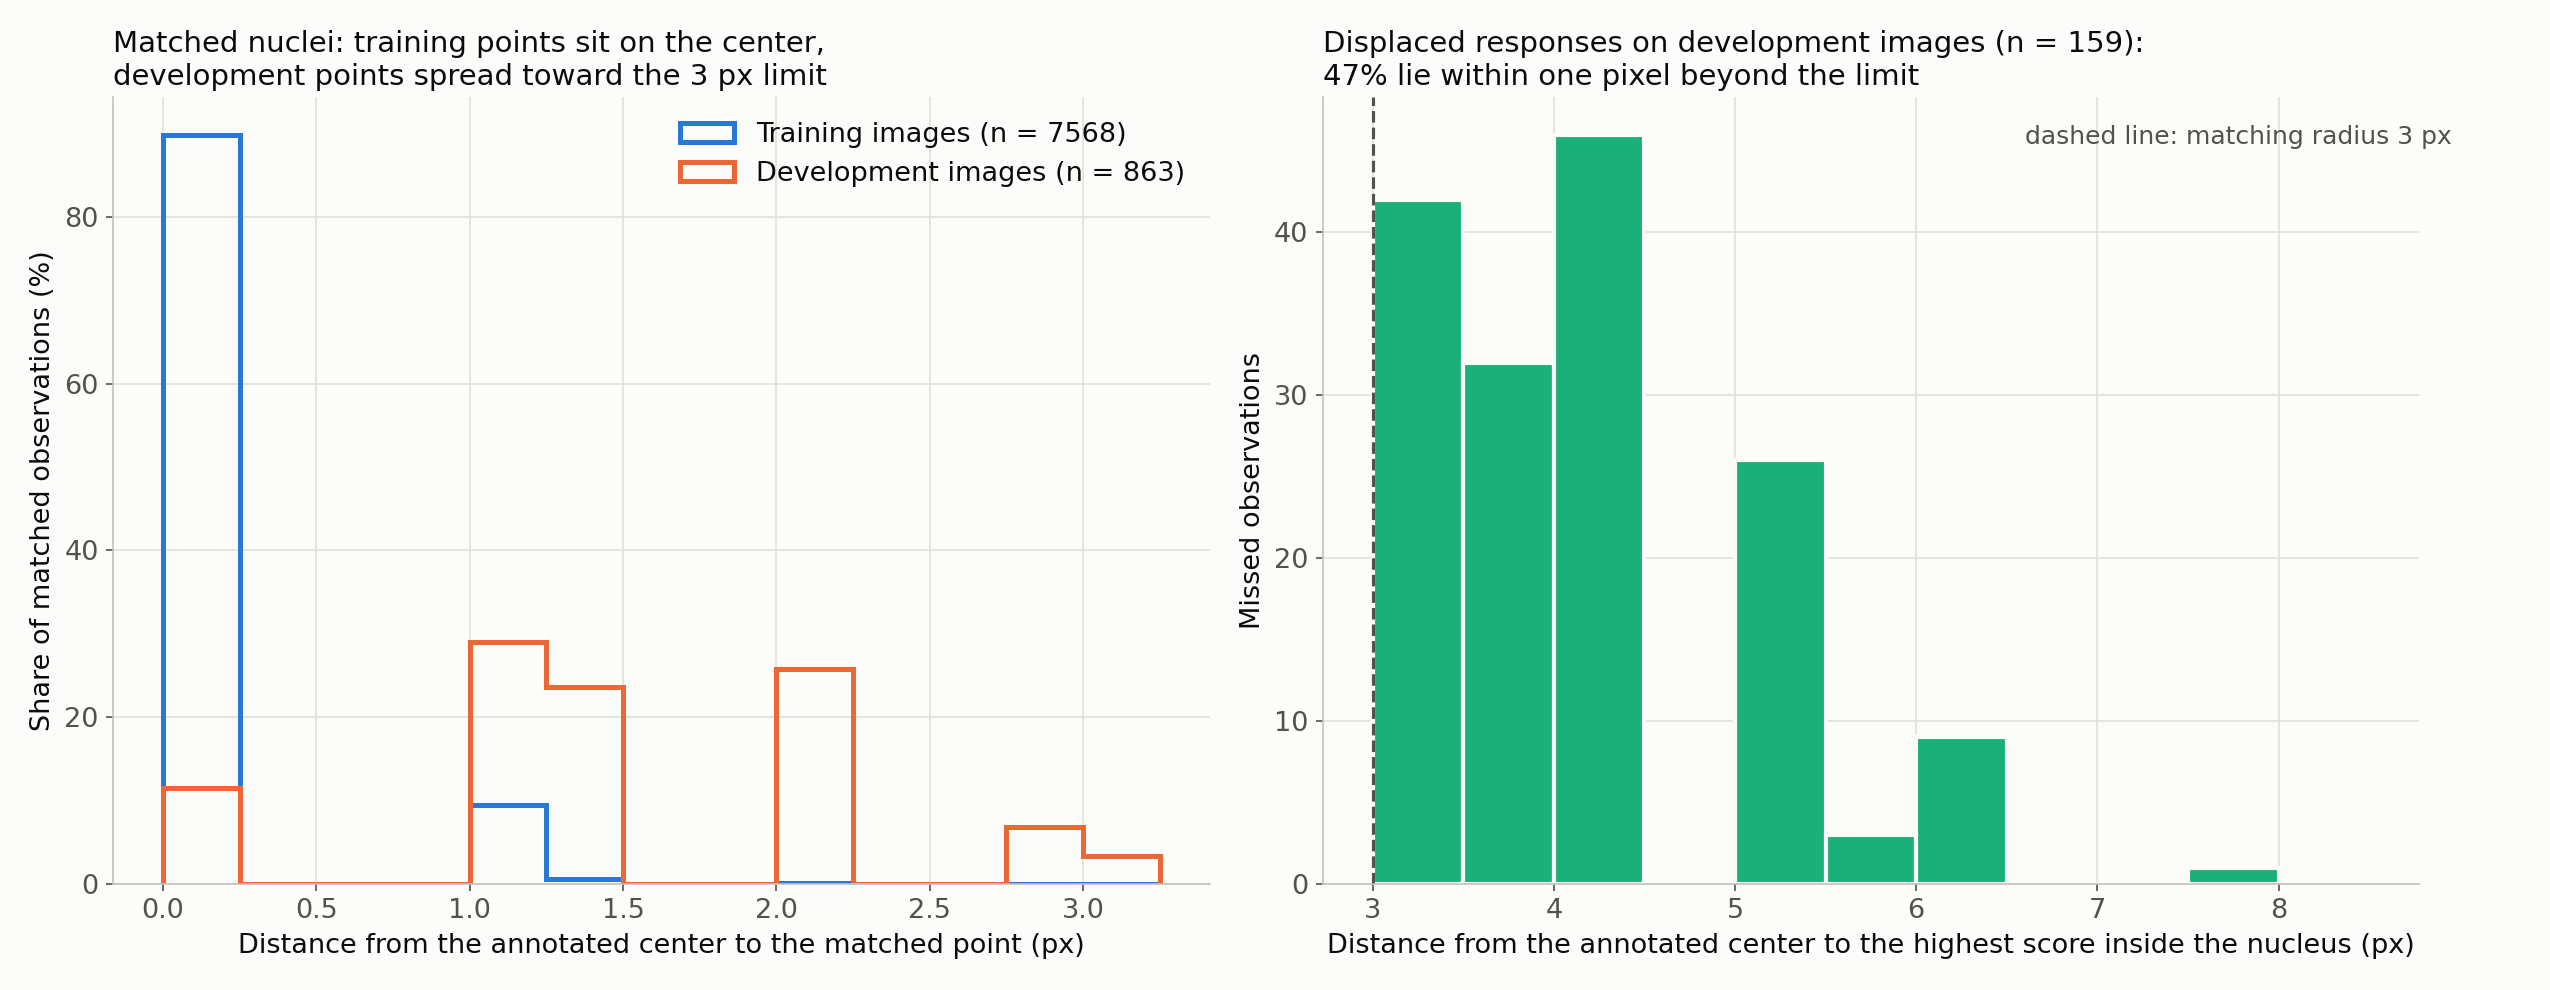 Matched nuclei: training points sit on the center,
development points spread toward the 3 px limit
Training images (n = 7568)
Development images (n = 863)
Share of matched observations (%)
80
60
40
20
0
0.0 0.5 1.0 1.5 2.0 2.5 3.0
Distance from the annotated center to the matched point (px)
Displaced responses on development images (n = 159):
47% lie within one pixel beyond the limit
dashed line: matching radius 3 px
Missed observations
40
30
20
10
0
3 4 5 6 7 8
Distance from the annotated center to the highest score inside the nucleus (px)